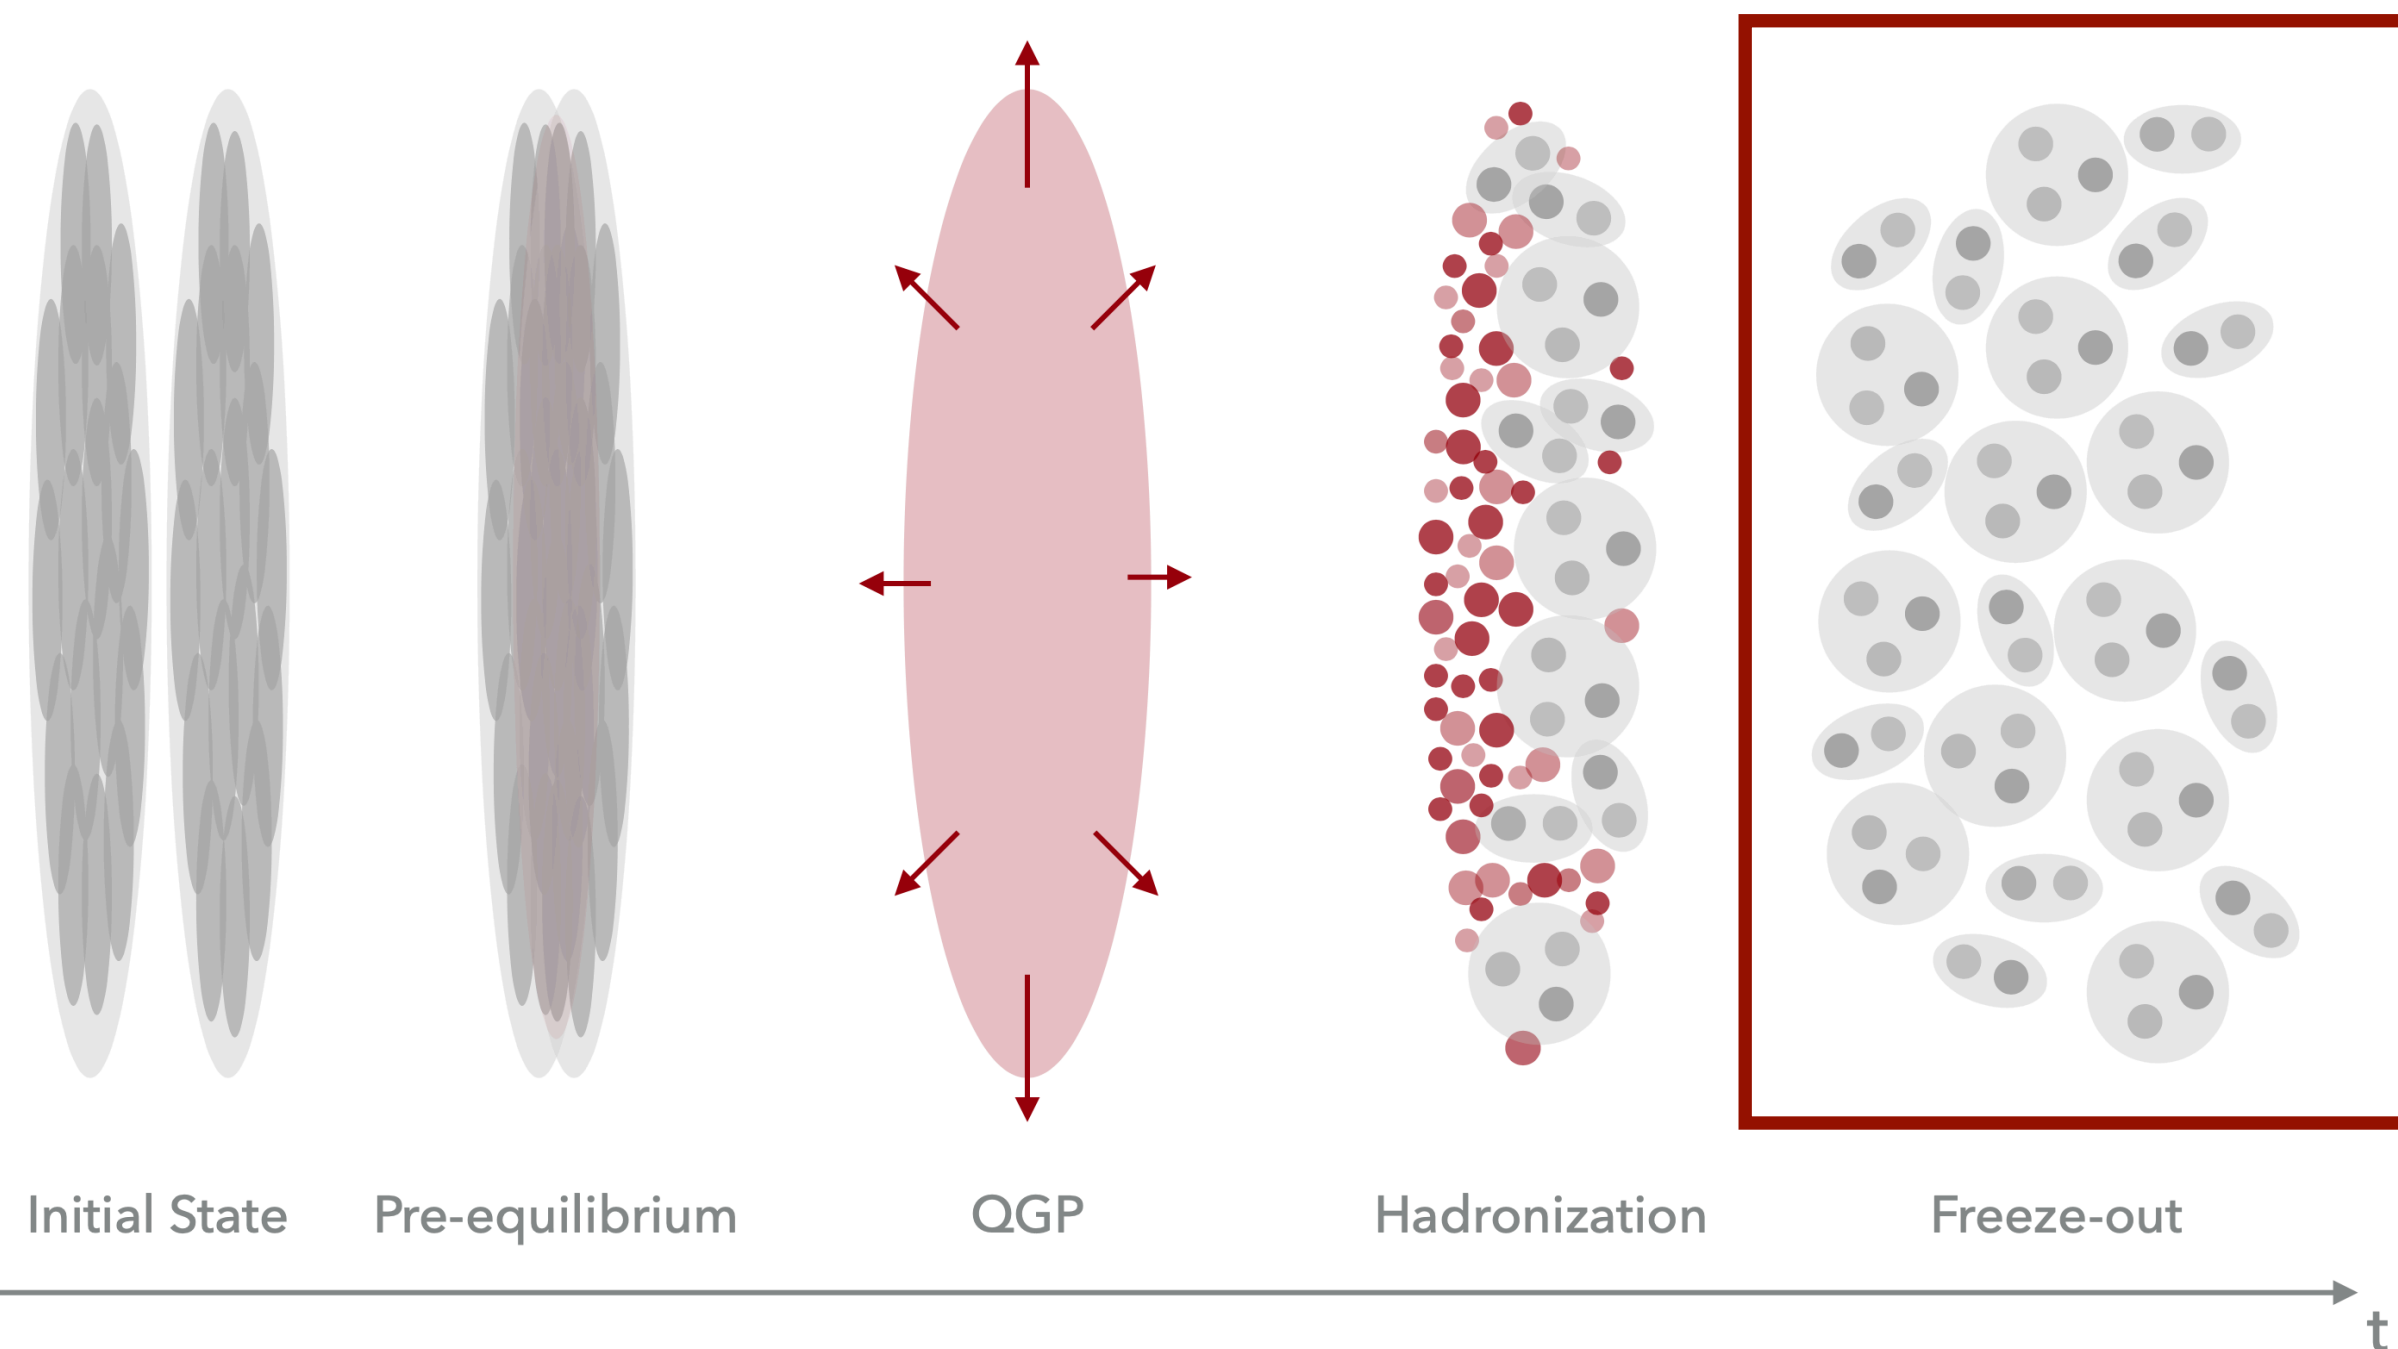 Initial State
Pre-equilibrium
QGP
Hadronization
Freeze-out
t